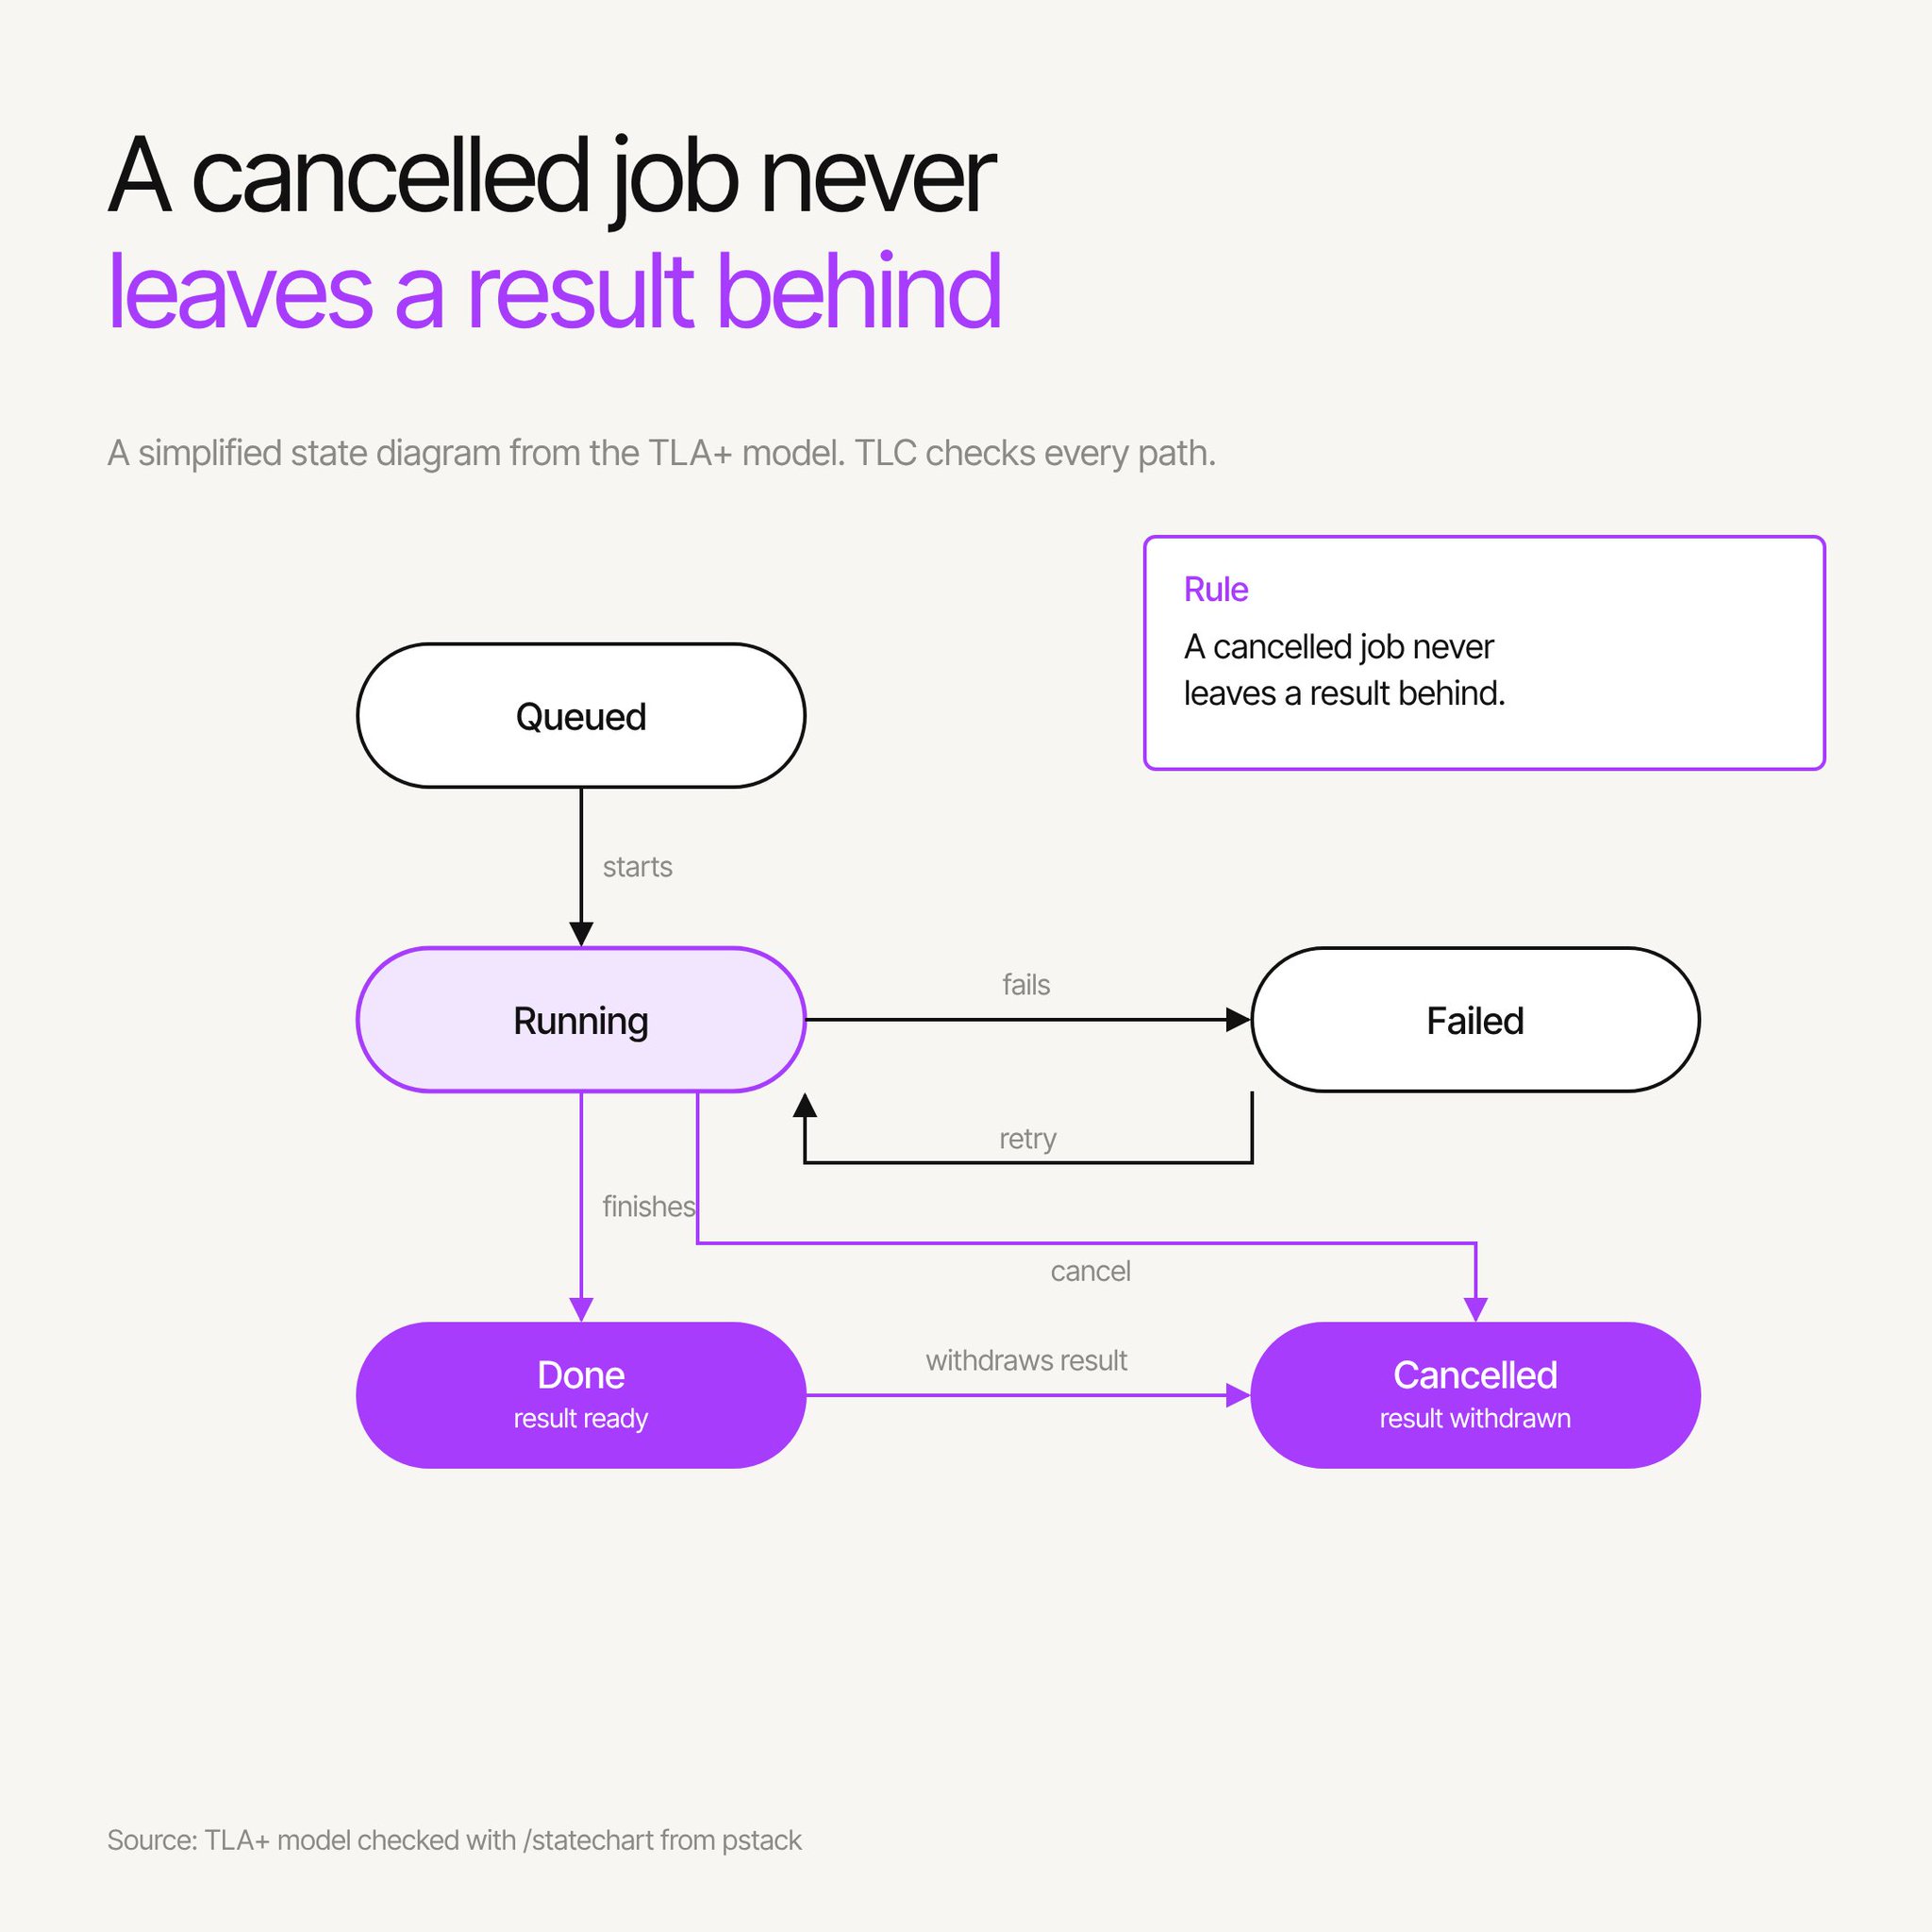 A cancelled job never
leaves a result behind
A simplified state diagram from the TLA+ model. TLC checks every path.
Rule
A cancelled job never
leaves a result behind.
Queued
starts
Running
fails
Failed
retry
finishes
cancel
Done
result ready
withdraws result
Cancelled
result withdrawn
Source: TLA+ model checked with /statechart from pstack